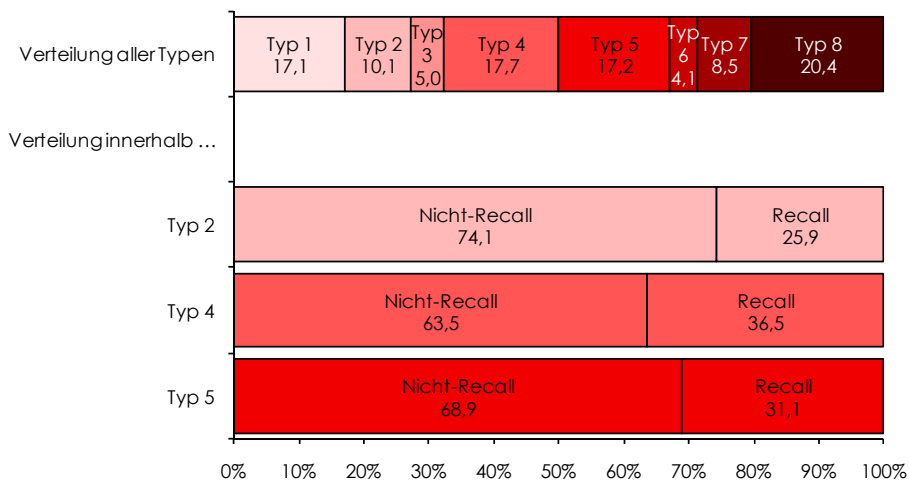 Verteilung aller Typen
Typ 1
17,1
Typ 2
10,1
Typ
3
5,0
Typ 4
17,7
Typ 5
17,2
Typ
6
4,1
Typ 7
8,5
Typ 8
20,4
Verteilung innerhalb ...
Typ 2
Nicht-Recall
74,1
Recall
25,9
Typ 4
Nicht-Recall
63,5
Recall
36,5
Typ 5
Nicht-Recall
68,9
Recall
31,1
0% 10% 20% 30% 40% 50% 60% 70% 80% 90% 100%